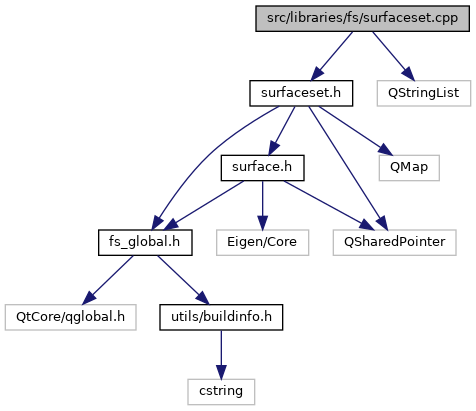 src/libraries/fs/surfaceset.cpp
surfaceset.h
QStringList
surface.h
QMap
fs_global.h
Eigen/Core
QSharedPointer
QtCore/qglobal.h
utils/buildinfo.h
cstring